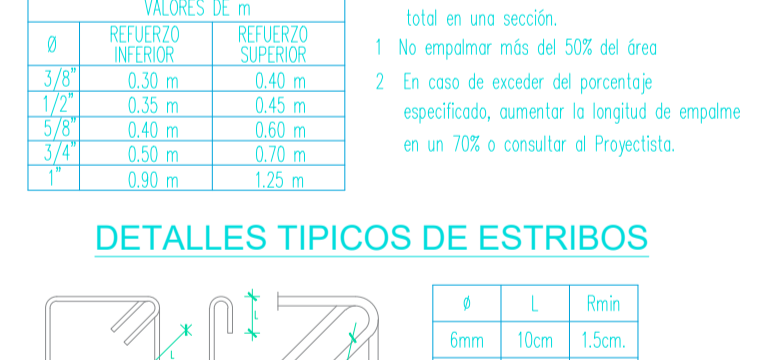 VALORES DE m
Ø REFUERZO INFERIOR REFUERZO SUPERIOR
3/8" 0.30 m 0.40 m
1/2" 0.35 m 0.45 m
5/8" 0.40 m 0.60 m
3/4" 0.50 m 0.70 m
1" 0.90 m 1.25 m
total en una sección.
1 No empalmar más del 50% del área
2 En caso de exceder del porcentaje
especificado, aumentar la longitud de empalme
en un 70% o consultar al Proyectista.
DETALLES TIPICOS DE ESTRIBOS
L
L
Ø L Rmin
6mm 10cm 1.5cm.